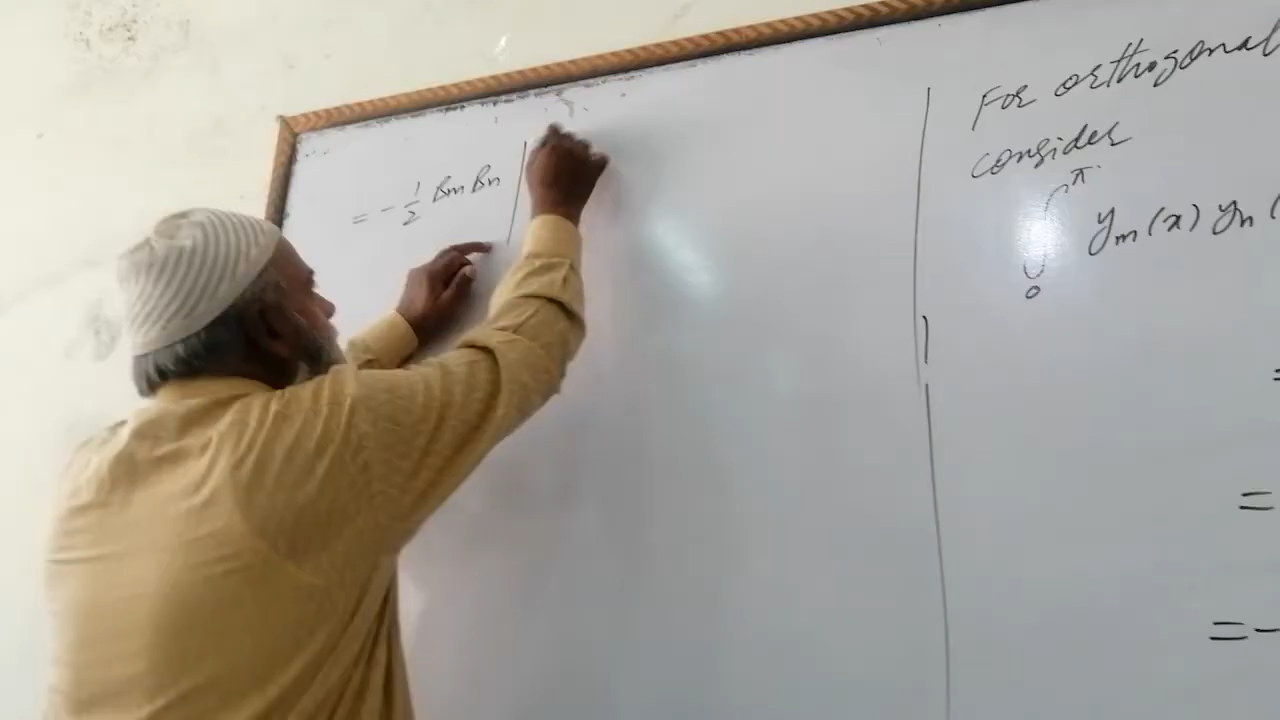 = - 1/2 Bm Bn |
For orthogonal
consider
∫₀^π yₘ(x) yₙ(
=
=
= -